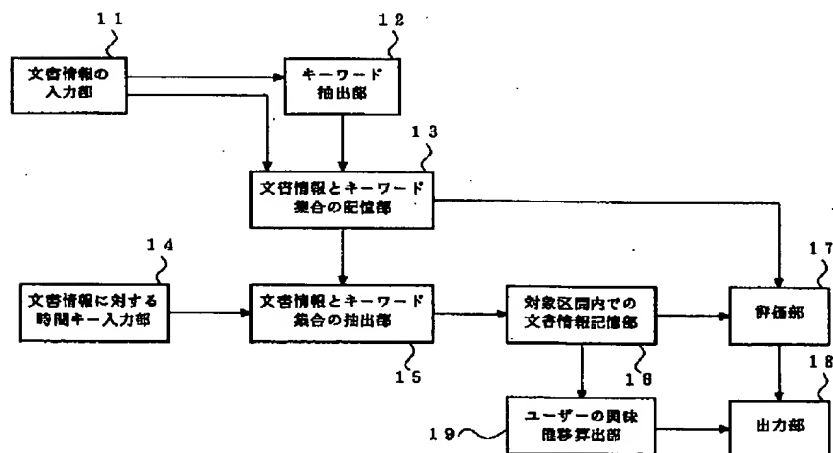 11
12
文書情報の
入力部
キーワード
抽出部
13
文書情報とキーワード
集合の記憶部
14
17
文書情報に対する
時間キー入力部
文書情報とキーワード
集合の抽出部
対象区間内での
文書情報記憶部
評価部
15
16
18
19
ユーザーの興味
推移算出部
出力部